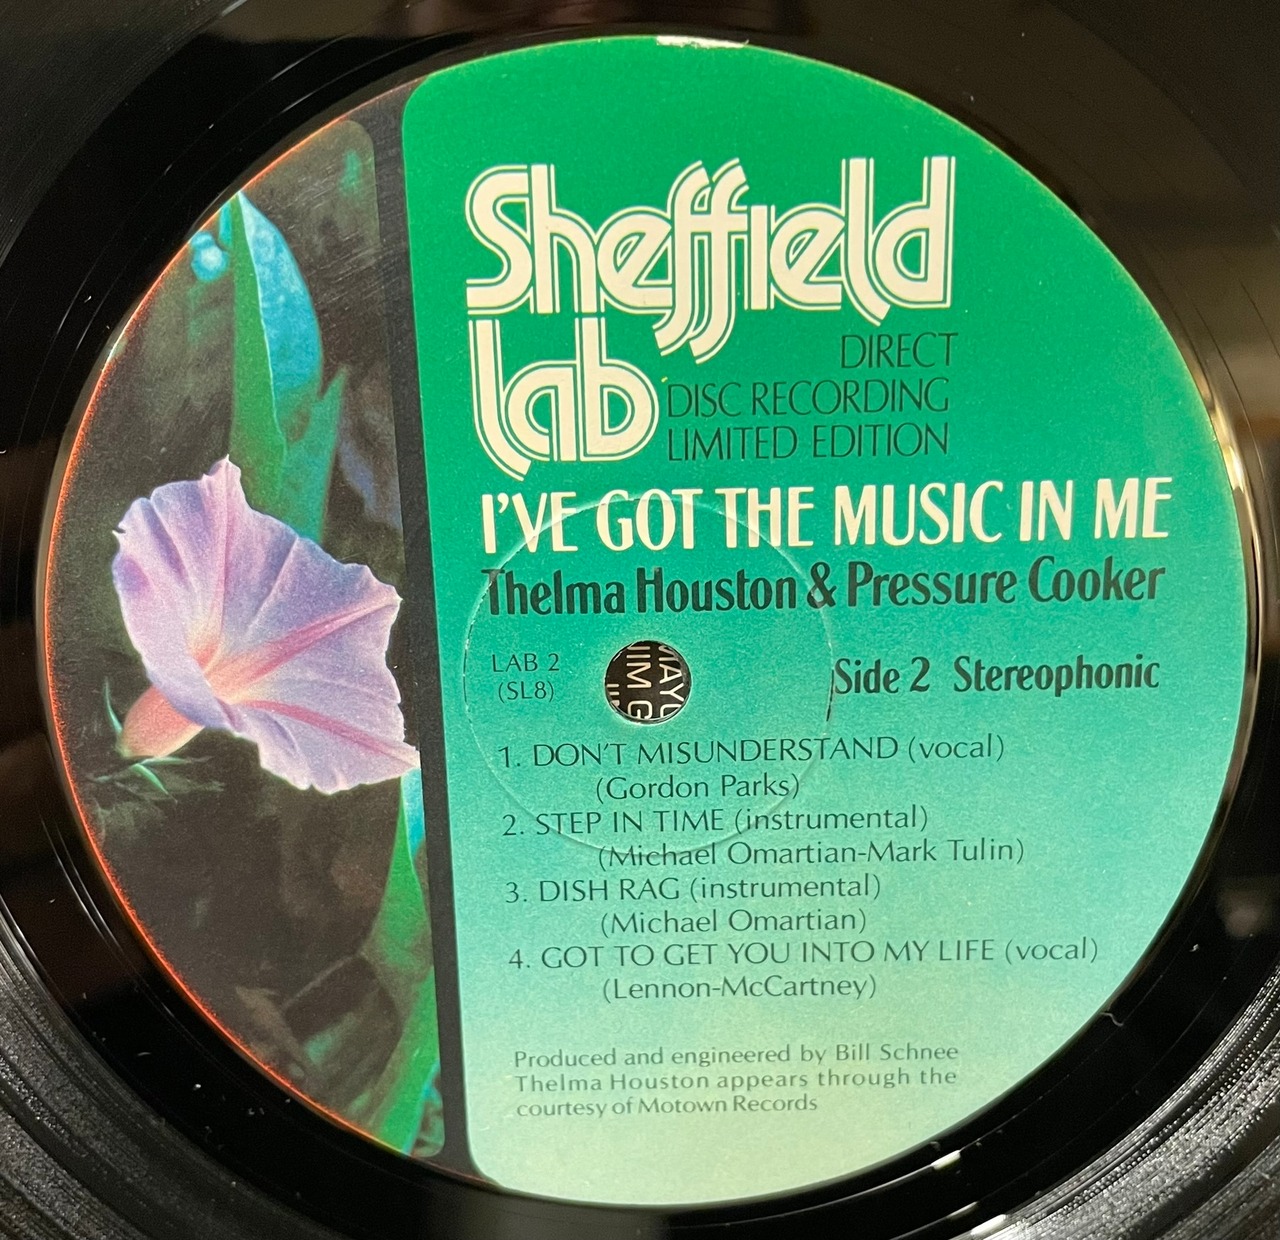 Sheffield
Lab
DIRECT
DISC RECORDING
LIMITED EDITION
I'VE GOT THE MUSIC IN ME
Thelma Houston & Pressure Cooker
LAB 2
(SL8)
Side 2 Stereophonic
1. DON'T MISUNDERSTAND (vocal)
(Gordon Parks)
2. STEP IN TIME (instrumental)
(Michael Omartian-Mark Tulin)
3. DISH RAG (instrumental)
(Michael Omartian)
4. GOT TO GET YOU INTO MY LIFE (vocal)
(Lennon-McCartney)
Produced and engineered by Bill Schnee
Thelma Houston appears through the
courtesy of Motown Records